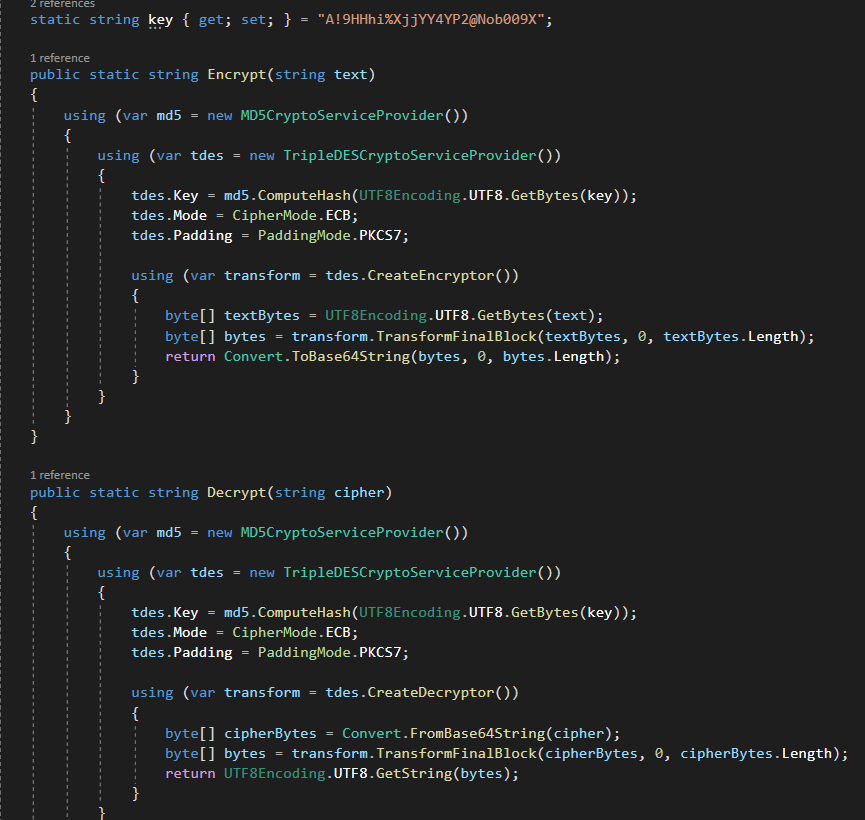 2 references
static string key { get; set; } = "A!9HHhi%XjjYY4YP2@Nob009X";
1 reference
public static string Encrypt(string text)
{
using (var md5 = new MD5CryptoServiceProvider())
{
using (var tdes = new TripleDESCryptoServiceProvider())
{
tdes.Key = md5.ComputeHash(UTF8Encoding.UTF8.GetBytes(key));
tdes.Mode = CipherMode.ECB;
tdes.Padding = PaddingMode.PKCS7;
using (var transform = tdes.CreateEncryptor())
{
byte[] textBytes = UTF8Encoding.UTF8.GetBytes(text);
byte[] bytes = transform.TransformFinalBlock(textBytes, 0, textBytes.Length);
return Convert.ToBase64String(bytes, 0, bytes.Length);
}
}
}
}
1 reference
public static string Decrypt(string cipher)
{
using (var md5 = new MD5CryptoServiceProvider())
{
using (var tdes = new TripleDESCryptoServiceProvider())
{
tdes.Key = md5.ComputeHash(UTF8Encoding.UTF8.GetBytes(key));
tdes.Mode = CipherMode.ECB;
tdes.Padding = PaddingMode.PKCS7;
using (var transform = tdes.CreateDecryptor())
{
byte[] cipherBytes = Convert.FromBase64String(cipher);
byte[] bytes = transform.TransformFinalBlock(cipherBytes, 0, cipherBytes.Length);
return UTF8Encoding.UTF8.GetString(bytes);
}
}